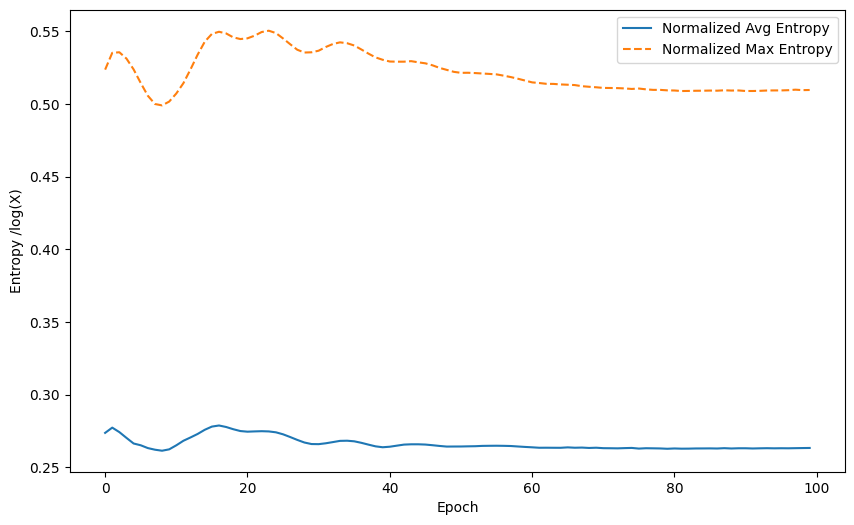 Normalized Avg Entropy
Normalized Max Entropy
0.55
0.50
0.45
0.40
0.35
0.30
0.25
Entropy /log(X)
0 20 40 60 80 100
Epoch